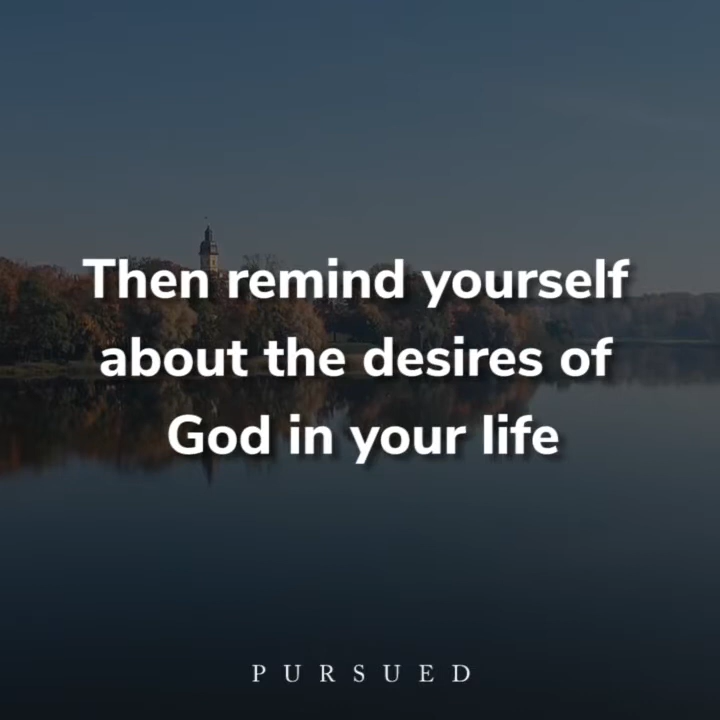 Then remind yourself
about the desires of
God in your life
PURSUED